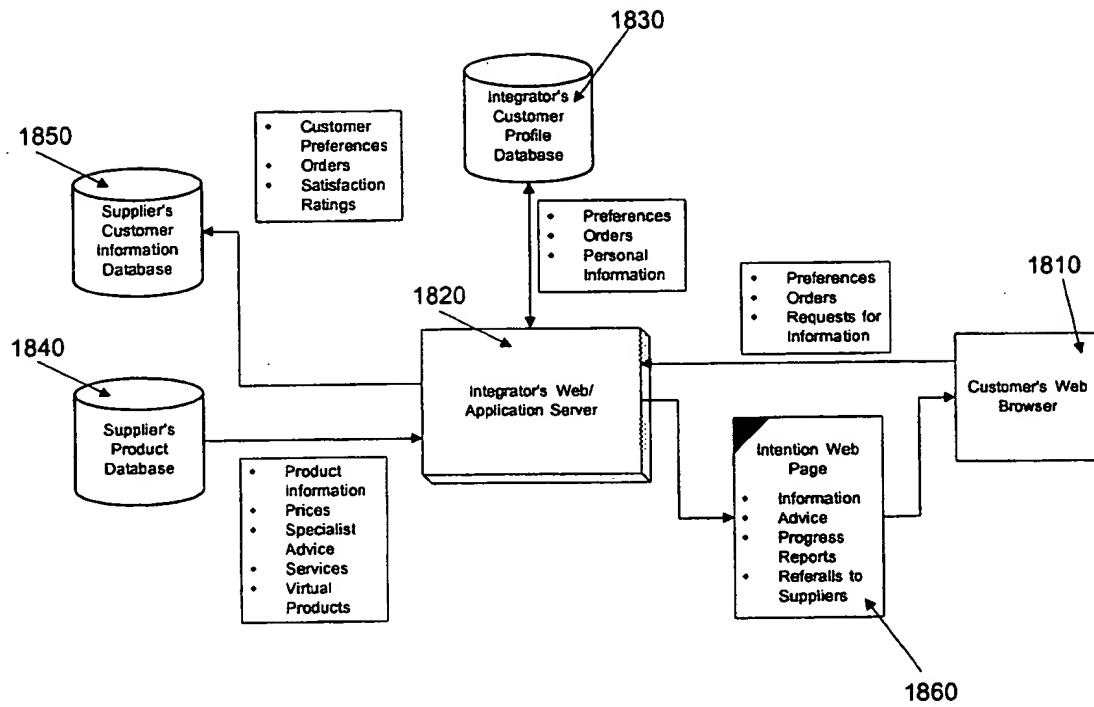 1830
Integrator's
Customer
Profile
Database
1850
• Customer
Preferences
• Orders
• Satisfaction
Ratings
Supplier's
Customer
Information
Database
• Preferences
• Orders
• Personal
Information
1810
• Preferences
• Orders
• Requests for
Information
1820
1840
Integrator's Web/
Application Server
Customer's Web
Browser
Supplier's
Product
Database
Intention Web
Page
• Information
• Advice
• Progress
Reports
• Referalls to
Suppliers
• Product
Information
• Prices
• Specialist
Advice
• Services
• Virtual
Products
1860